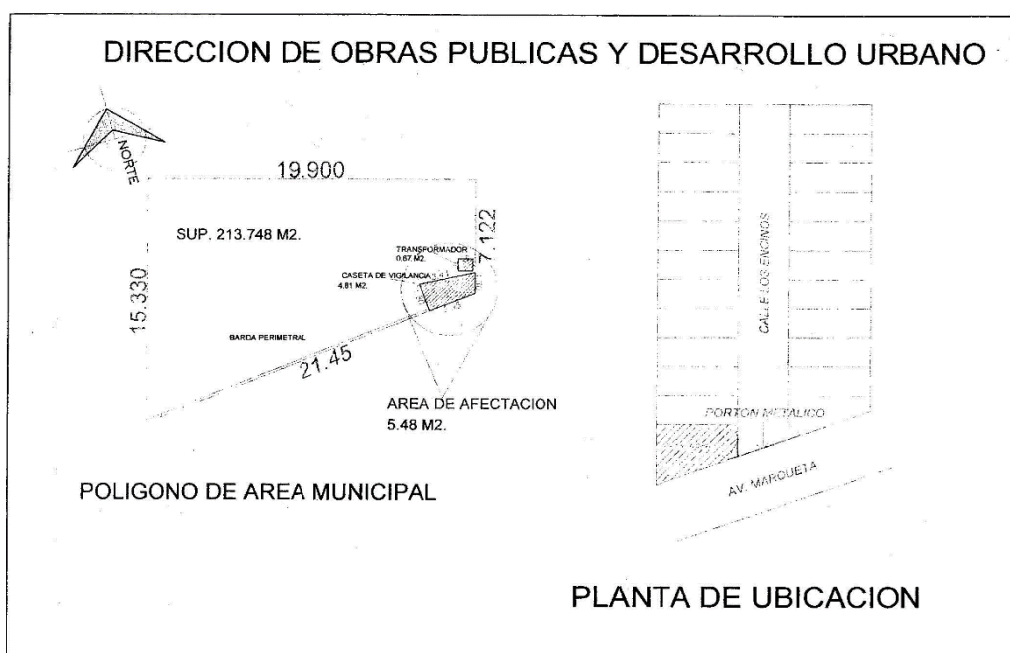 DIRECCION DE OBRAS PUBLICAS Y DESARROLLO URBANO
NORTE
19.900
SUP. 213.748 M2.
7.122
TRANSFORMADOR
0.67 M2.
CASETA DE VIGILANCIA
4.81 M2.
15.330
BARDA PERIMETRAL
21.45
AREA DE AFECTACION
5.48 M2.
POLIGONO DE AREA MUNICIPAL
CALLE LOS ENCINOS
PORTON METALICO
AV. MARQUETA
PLANTA DE UBICACION